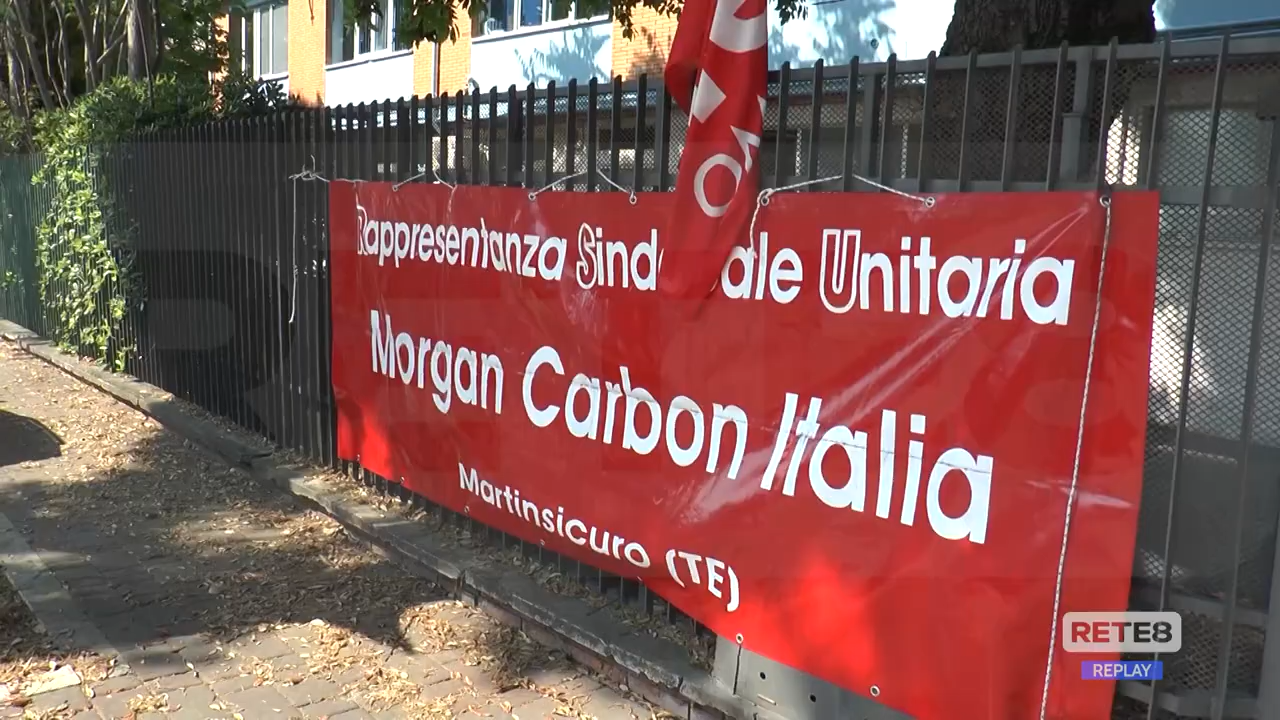 Rappresentanza Sind ale Unitaria
Morgan Carbon Italia
Martinsicuro (TE)
RETE8
REPLAY